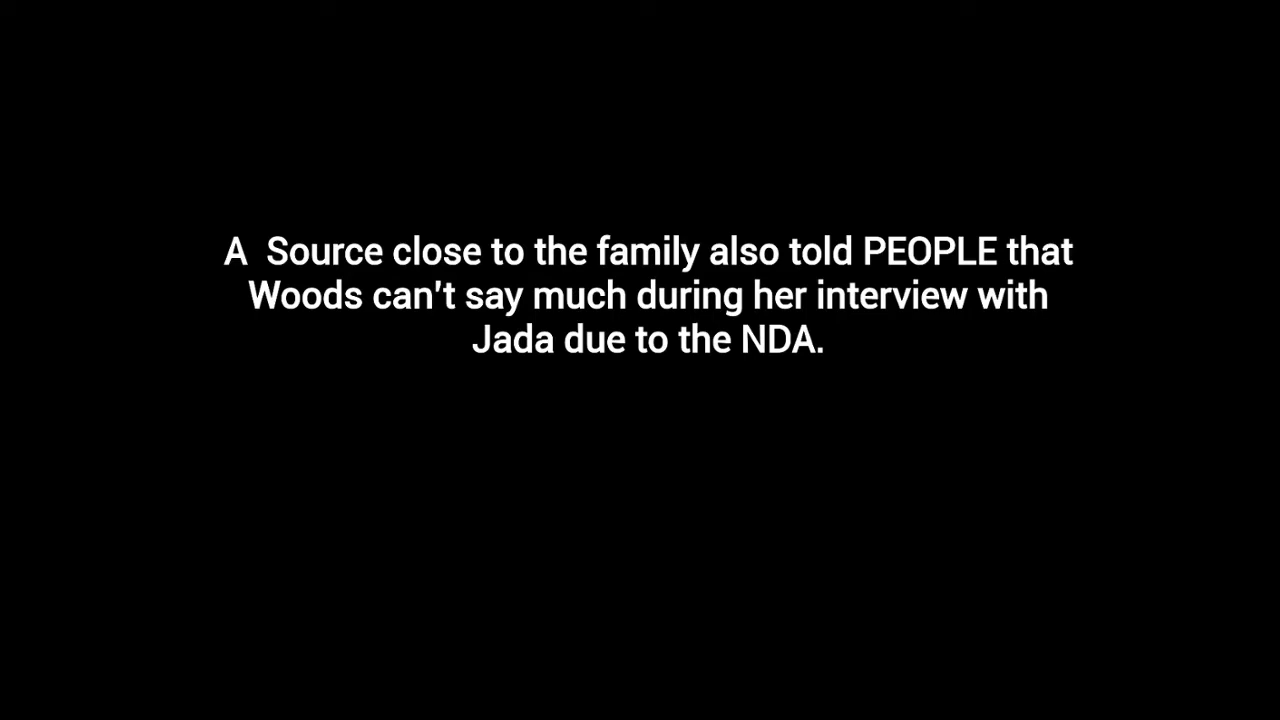 A  Source close to the family also told PEOPLE that
Woods can't say much during her interview with
Jada due to the NDA.